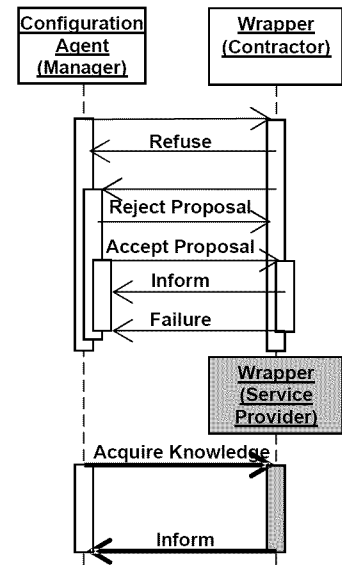 Configuration
Agent
(Manager)
Wrapper
(Contractor)
Refuse
Reject Proposal
Accept Proposal
Inform
Failure
Wrapper
(Service
Provider)
Acquire Knowledge
Inform